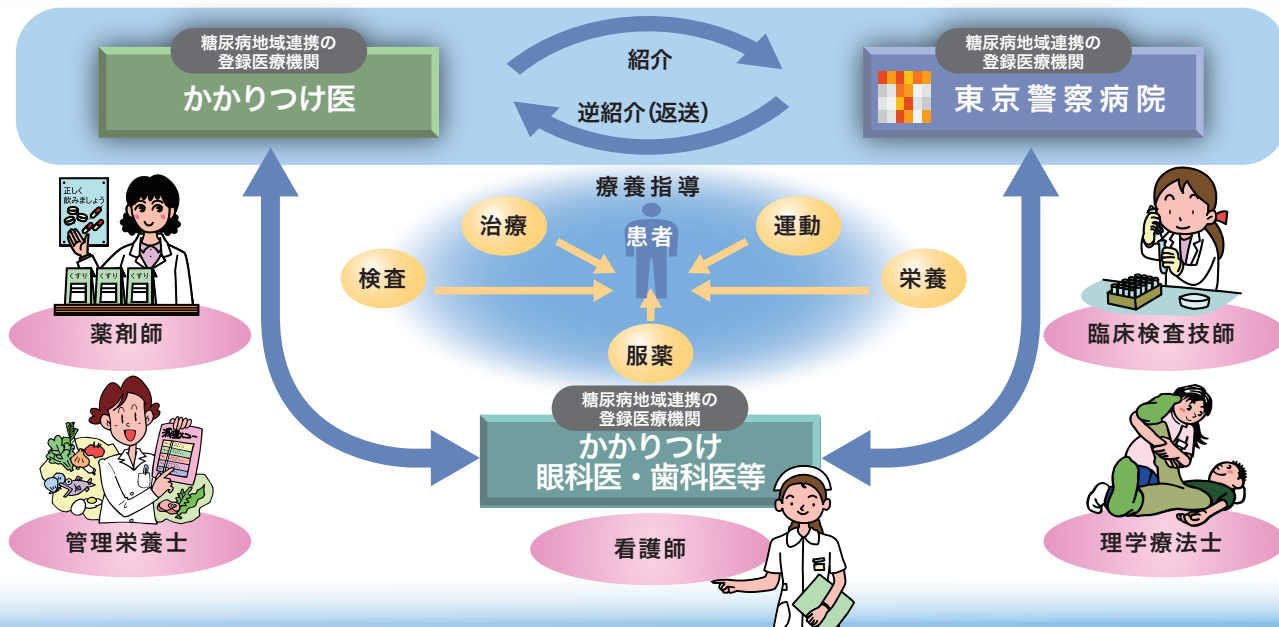 糖尿病地域連携の
登録医療機関
かかりつけ医
紹介
逆紹介(返送)
糖尿病地域連携の
登録医療機関
東京警察病院
療養指導
患者
治療
運動
検査
栄養
服薬
正しく
飲みましょう
くすり
くすり
くすり
薬剤師
臨床検査技師
糖尿病地域連携の
登録医療機関
かかりつけ
眼科医・歯科医等
管理栄養士
看護師
理学療法士